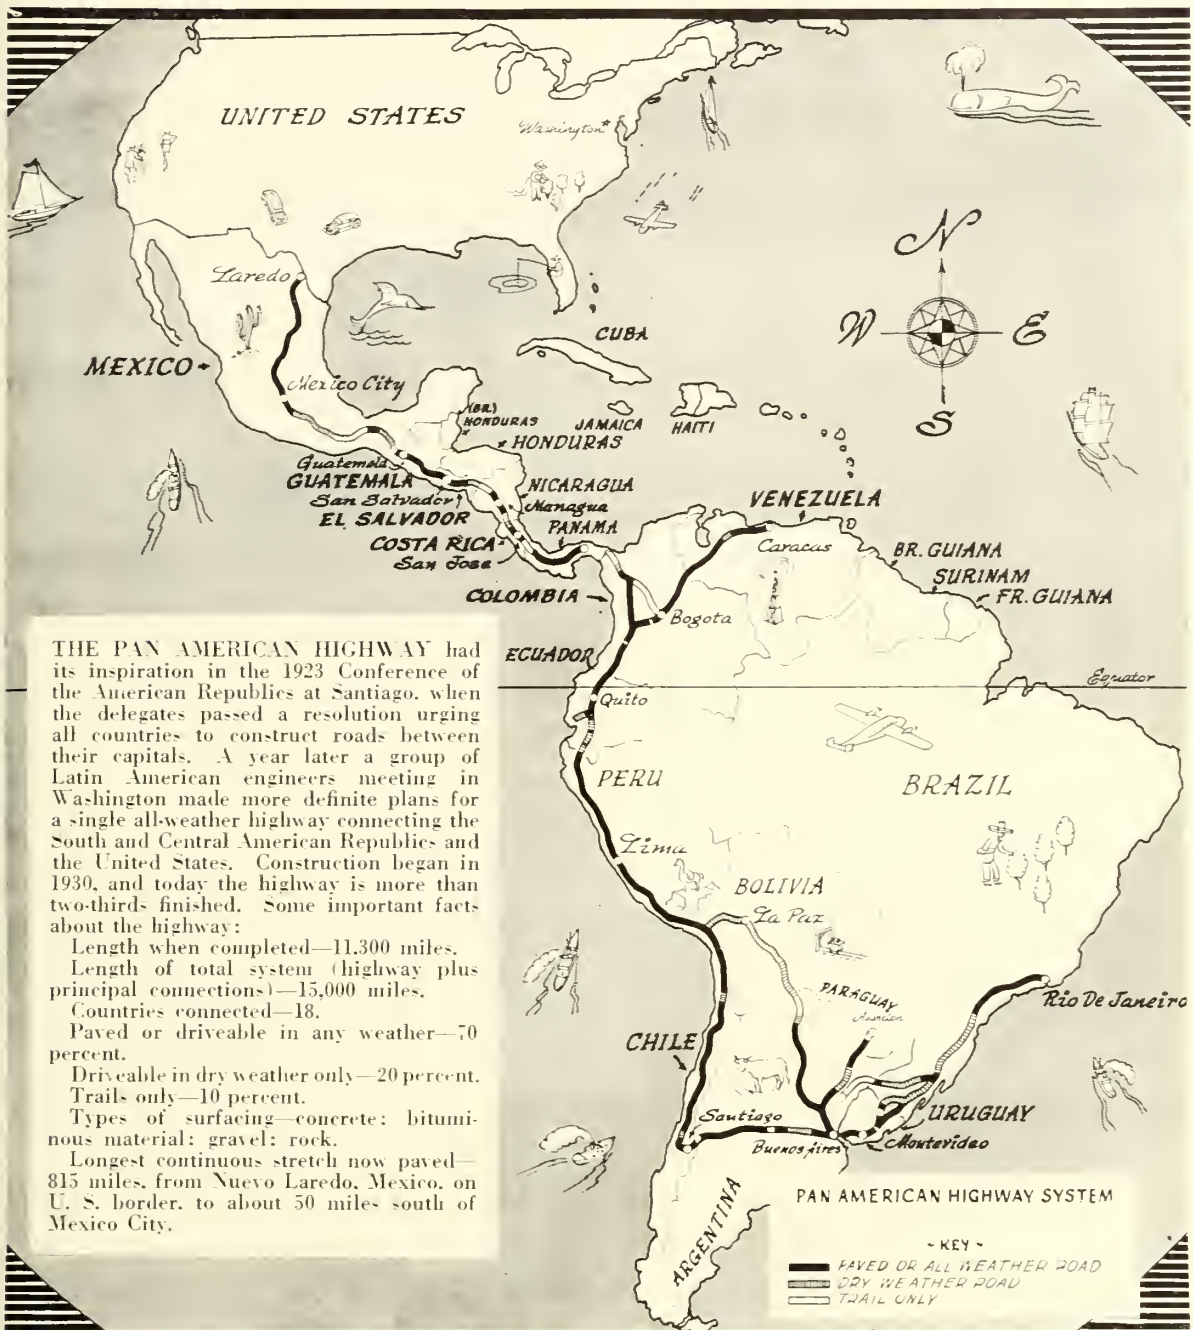 UNITED STATES
Washington
N
W
E
S
Laredo
CUBA
MEXICO
Mexico City
(BR.)
HONDURAS
JAMAICA
HAITI
HONDURAS
Guatemala
GUATEMALA
NICARAGUA
San Salvador
Managua
VENEZUELA
EL SALVADOR
PANAMA
COSTA RICA
Caracas
BR. GUIANA
San Jose
SURINAM
COLOMBIA
FR. GUIANA
Bogota
ECUADOR
Equator
Quito
PERU
BRAZIL
Lima
BOLIVIA
La Paz
PARAGUAY
Asuncion
Rio De Janeiro
CHILE
Santiago
URUGUAY
Buenos Aires
Montevideo
ARGENTINA
THE PAN AMERICAN HIGHWAY had
its inspiration in the 1923 Conference of
the American Republics at Santiago, when
the delegates passed a resolution urging
all countries to construct roads between
their capitals. A year later a group of
Latin American engineers meeting in
Washington made more definite plans for
a single all-weather highway connecting the
South and Central American Republics and
the United States. Construction began in
1930, and today the highway is more than
two-thirds finished. Some important facts
about the highway:
Length when completed—11,300 miles.
Length of total system (highway plus
principal connections)—15,000 miles.
Countries connected—18.
Paved or driveable in any weather—70
percent.
Driveable in dry weather only—20 percent.
Trails only—10 percent.
Types of surfacing—concrete: bitumi-
nous material: gravel: rock.
Longest continuous stretch now paved—
815 miles, from Nuevo Laredo, Mexico, on
U. S. border, to about 50 miles south of
Mexico City.
PAN AMERICAN HIGHWAY SYSTEM
- KEY -
PAVED OR ALL WEATHER ROAD
DRY WEATHER ROAD
TRAIL ONLY